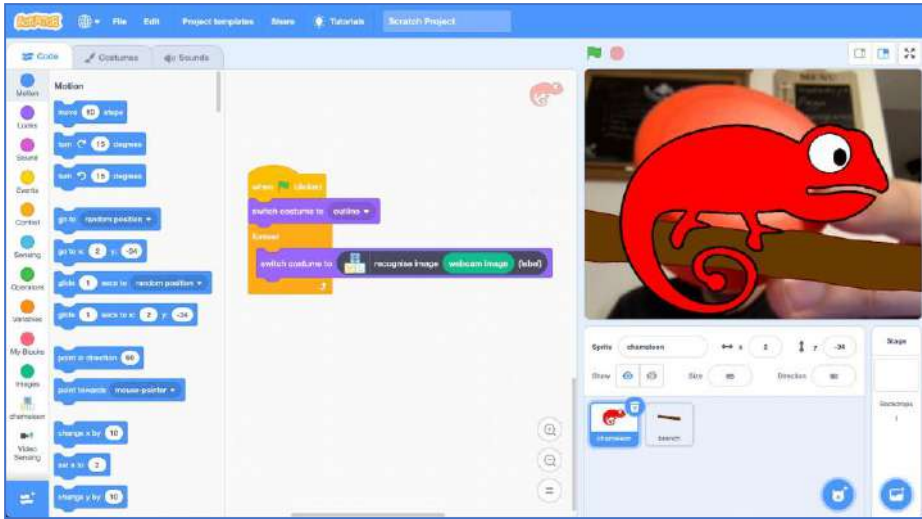 SCRATCH File Edit Project templates Share Tutorials Scratch Project
Code Costumes Sounds
Motion
Looks
Sound
Events
Control
Sensing
Operators
Variables
My Blocks
Images
chameleon
Video
Sensing
Motion
move 10 steps
turn 15 degrees
turn 15 degrees
go to random position
go to x: 2 y: -34
glide 1 secs to random position
glide 1 secs to x: 2 y: -34
point in direction 90
point towards mouse-pointer
change x by 10
set x to 2
change y by 10
when clicked
switch costume to outline
forever
switch costume to recognise image webcam image (label)
MENU
Sprite chameleon x 2 y -34
Show Size Direction
chameleon
branch
Stage
Backdrops
1